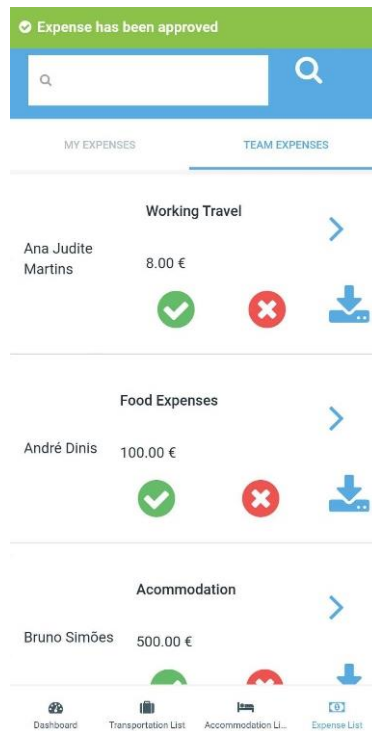 Expense has been approved
MY EXPENSES
TEAM EXPENSES
Working Travel
Ana Judite
Martins
8.00 €
Food Expenses
André Dinis
100.00 €
Acommodation
Bruno Simões
500.00 €
Dashboard
Transportation List
Accommodation Li...
Expense List